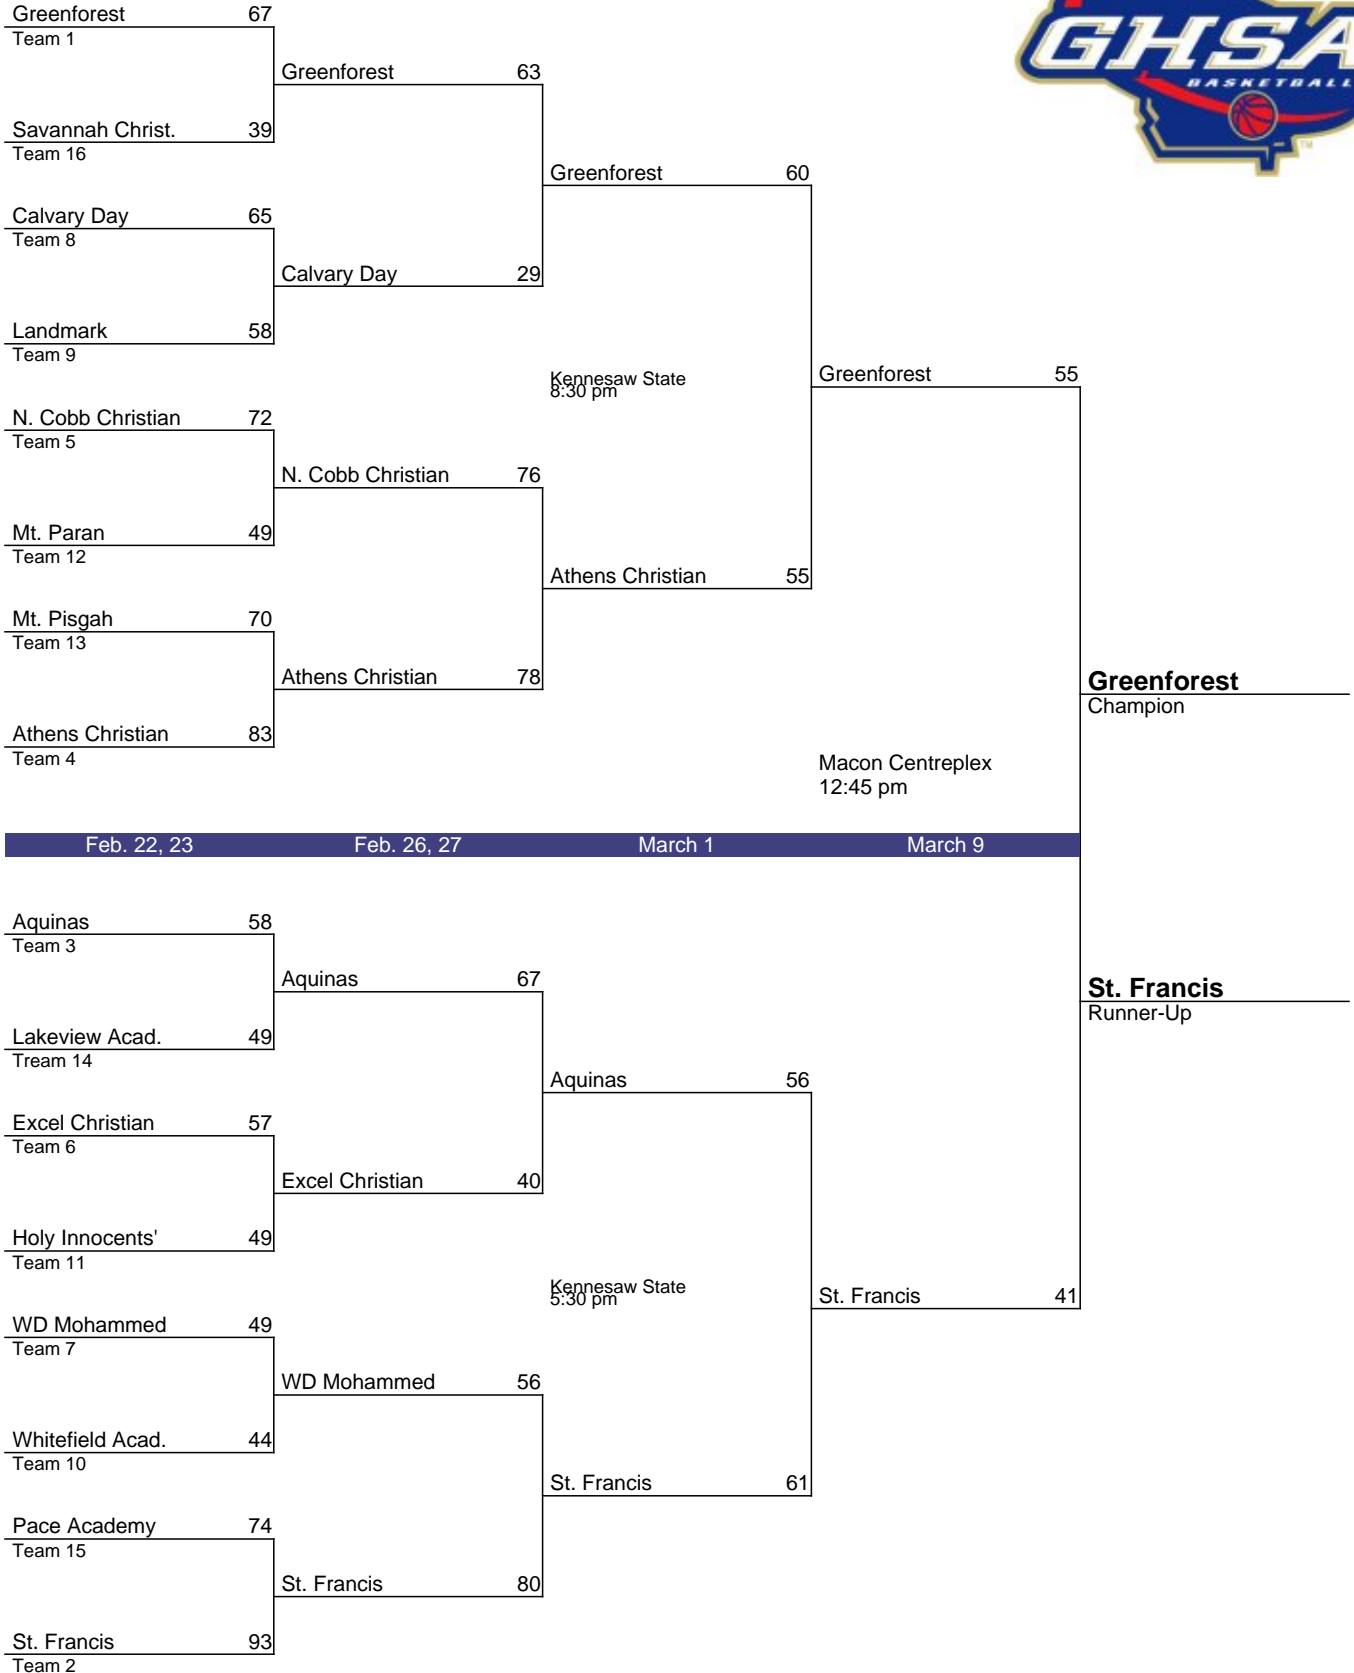 GHSA
BASKETBALL
TM
Greenforest 67
Team 1
Greenforest 63
Savannah Christ. 39
Team 16
Greenforest 60
Calvary Day 65
Team 8
Calvary Day 29
Landmark 58
Team 9
Kennesaw State
8:30 pm
Greenforest 55
N. Cobb Christian 72
Team 5
N. Cobb Christian 76
Mt. Paran 49
Team 12
Athens Christian 55
Mt. Pisgah 70
Team 13
Athens Christian 78
Greenforest
Champion
Athens Christian 83
Team 4
Macon Centreplex
12:45 pm
Feb. 22, 23 Feb. 26, 27 March 1 March 9
Aquinas 58
Team 3
Aquinas 67
St. Francis
Runner-Up
Lakeview Acad. 49
Tream 14
Aquinas 56
Excel Christian 57
Team 6
Excel Christian 40
Holy Innocents' 49
Team 11
Kennesaw State
5:30 pm
St. Francis 41
WD Mohammed 49
Team 7
WD Mohammed 56
Whitefield Acad. 44
Team 10
St. Francis 61
Pace Academy 74
Team 15
St. Francis 80
St. Francis 93
Team 2